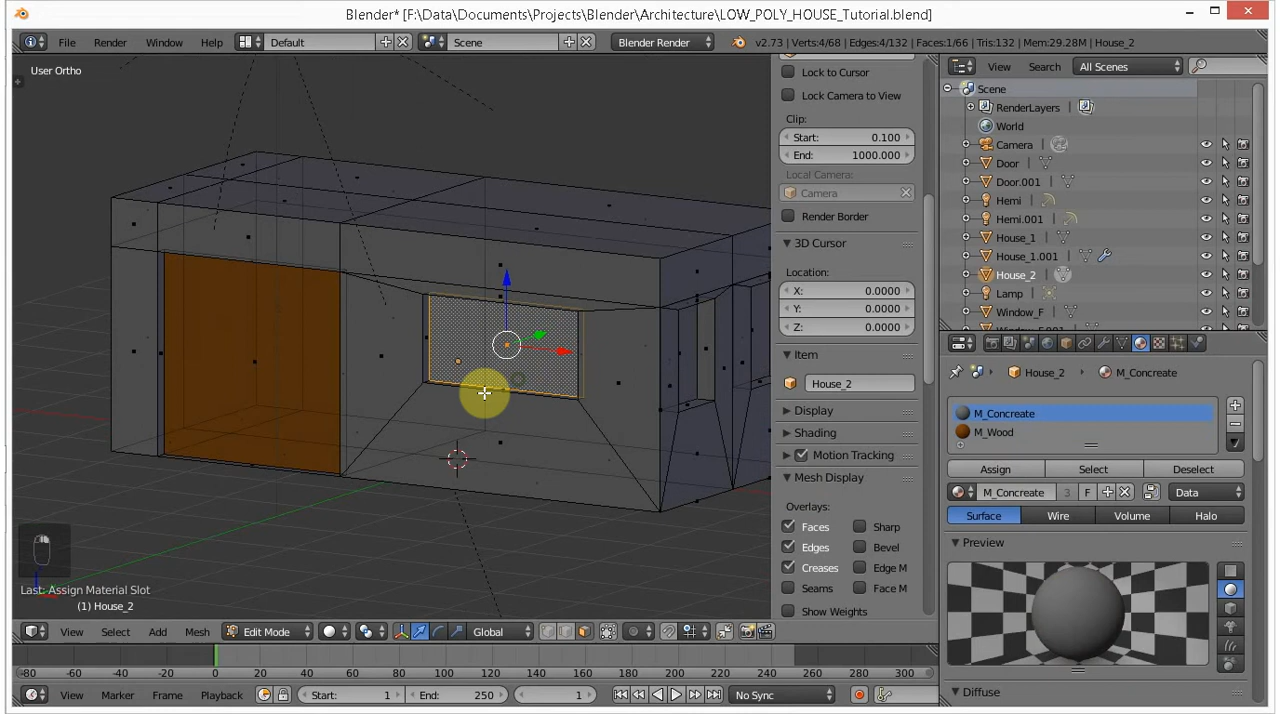 Blender* [F:\Data\Documents\Projects\Blender\Architecture\LOW_POLY_HOUSE_Tutorial.blend]
File Render Window Help Default Scene Blender Render v2.73 | Verts:4/68 | Edges:4/132 | Faces:1/66 | Tris:132 | Mem:29.28M | House_2
User Ortho
Lock to Cursor
Lock Camera to View
Clip:
Start: 0.100
End: 1000.000
Local Camera:
Camera
Render Border
3D Cursor
Location:
X: 0.0000
Y: 0.0000
Z: 0.0000
Item
House_2
Display
Shading
Motion Tracking
Mesh Display
Overlays:
Faces Sharp
Edges Bevel
Creases Edge M
Seams Face M
Show Weights
View Search All Scenes
Scene
RenderLayers
World
Camera
Door
Door.001
Hemi
Hemi.001
House_1
House_1.001
House_2
Lamp
Window_F
House_2 M_Concreate
M_Concreate
M_Wood
Assign Select Deselect
M_Concreate 3 F Data
Surface Wire Volume Halo
Preview
Diffuse
Last: Assign Material Slot
(1) House_2
View Select Add Mesh Edit Mode Global
-80 -60 -40 -20 0 20 40 60 80 100 120 140 160 180 200 220 240 260 280 300
View Marker Frame Playback Start: 1 End: 250 1 No Sync